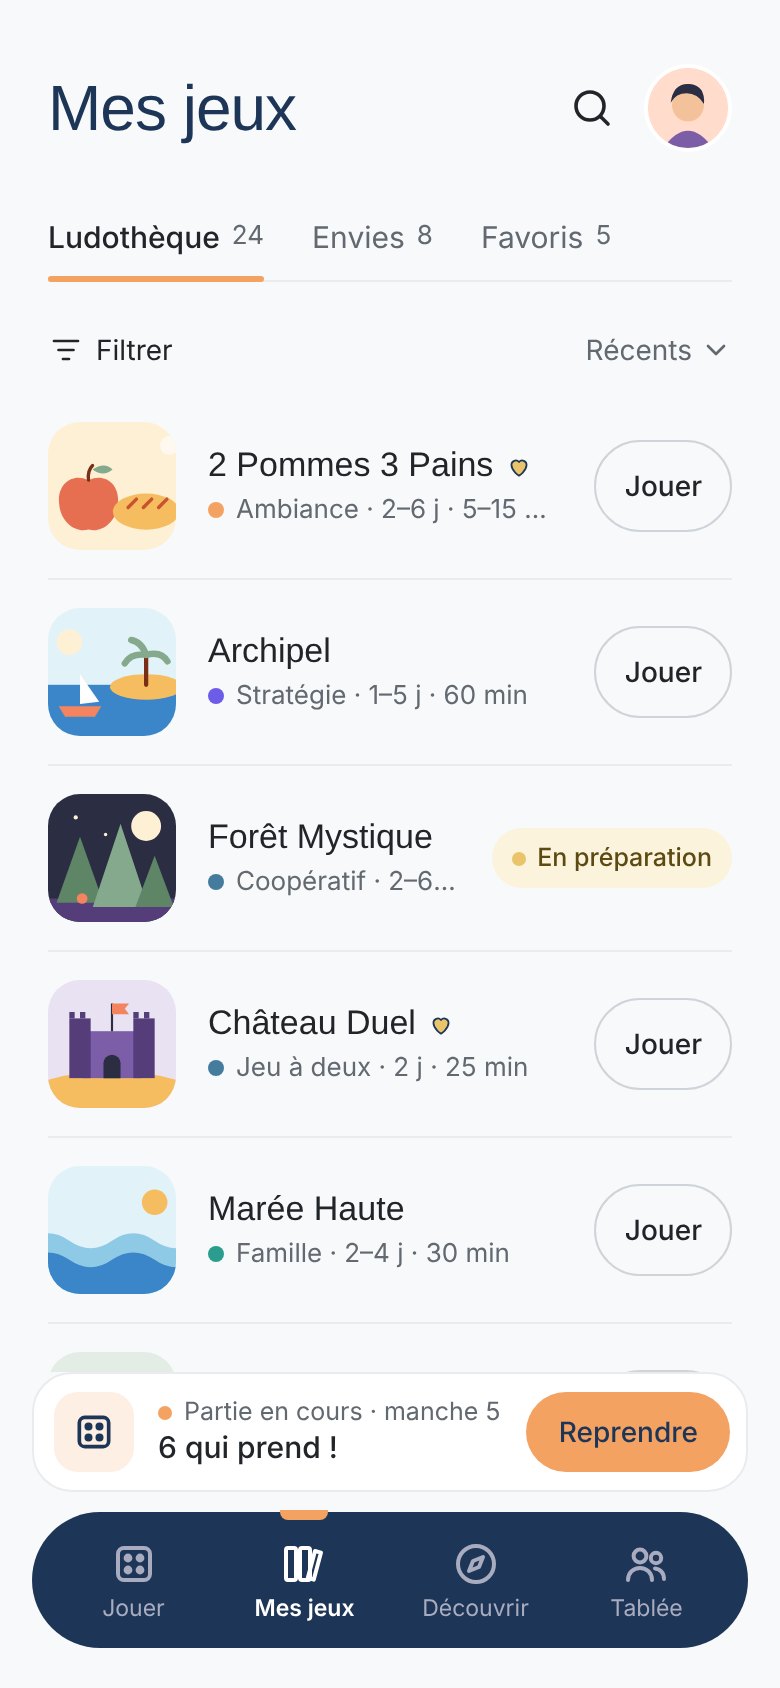 Mes jeux
Ludothèque 24
Envies 8
Favoris 5
Filtrer
Récents
2 Pommes 3 Pains
Ambiance · 2–6 j · 5–15 ...
Jouer
Archipel
Stratégie · 1–5 j · 60 min
Jouer
Forêt Mystique
Coopératif · 2–6...
En préparation
Château Duel
Jeu à deux · 2 j · 25 min
Jouer
Marée Haute
Famille · 2–4 j · 30 min
Jouer
Partie en cours · manche 5
6 qui prend !
Reprendre
Jouer
Mes jeux
Découvrir
Tablée